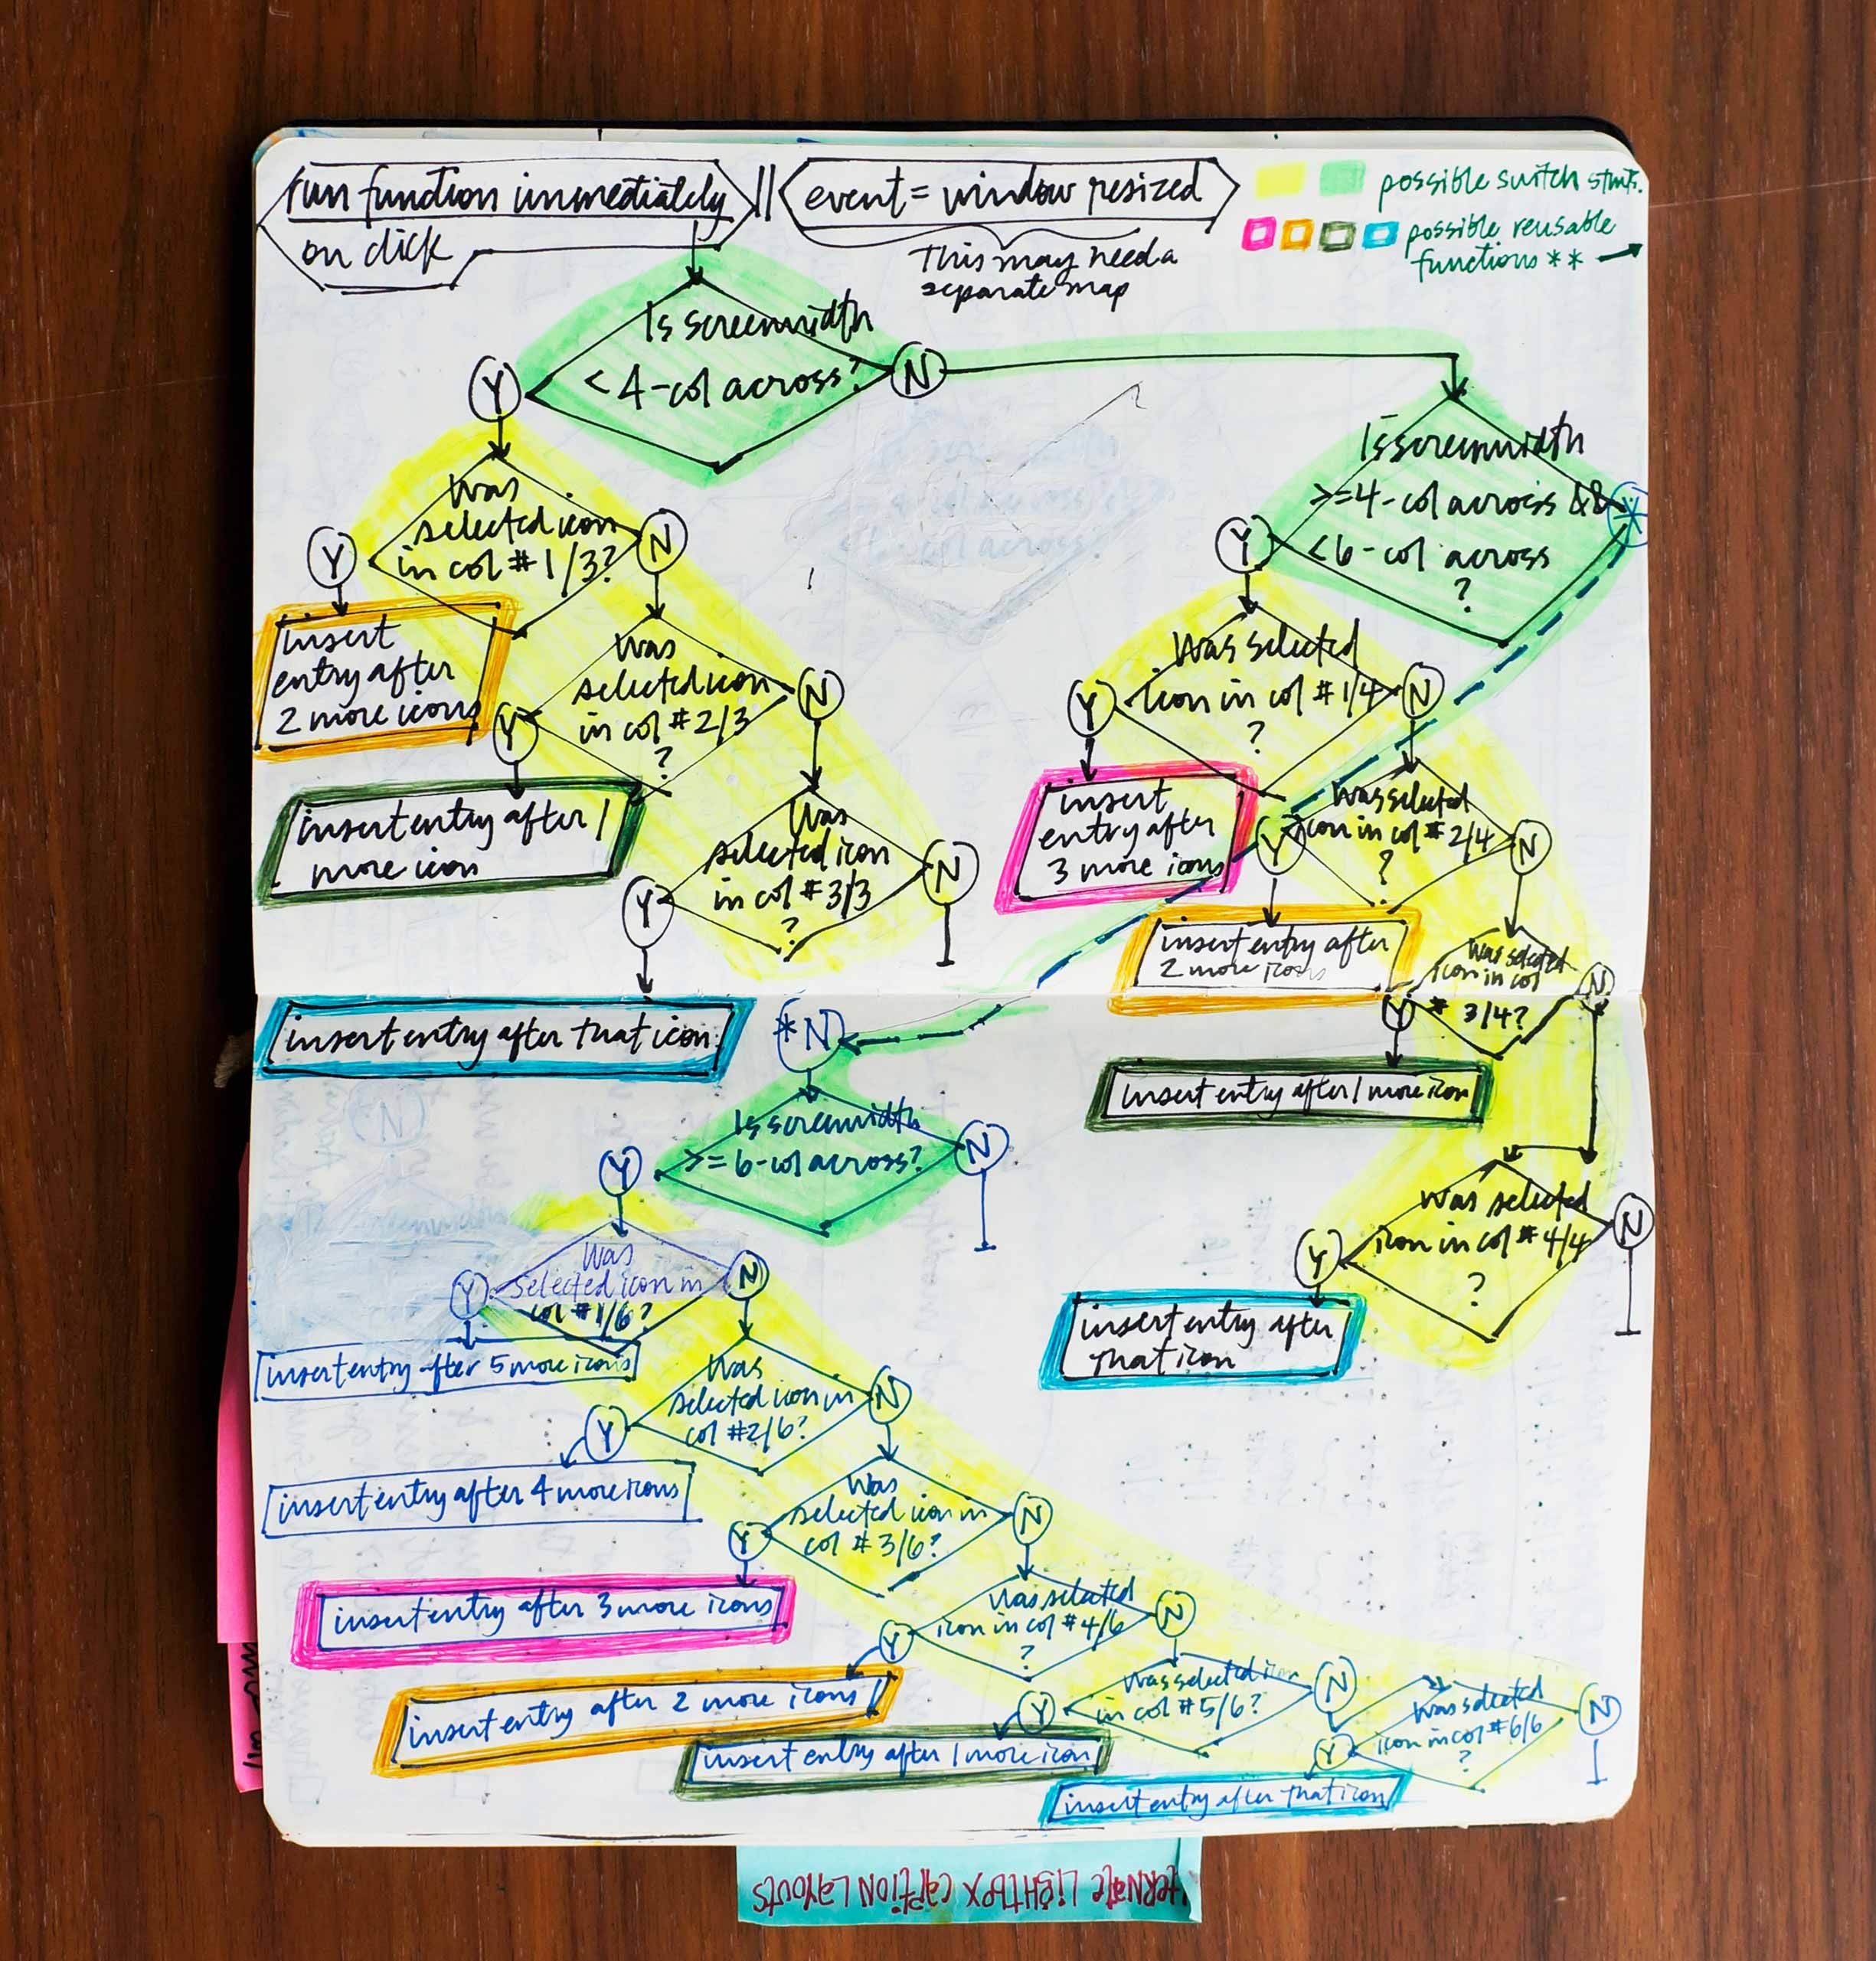 run function immediately
on click
||
event = window resized
This may need a
separate map
possible switch stmts.
possible reusable
functions **
Is screenwidth
< 4-col across?
Y
N
Was
selected icon
in col # 1/3?
Y
N
insert
entry after
2 more icons
Was
selected icon
in col # 2/3
?
Y
N
insert entry after 1
more icon
Was
selected icon
in col # 3/3
?
Y
N
insert entry after that icon
Is screenwidth
>=4-col across &&
<6-col across
?
Y
*
Was selected
icon in col # 1/4
?
Y
N
insert
entry after
3 more icons
Was selected
icon in col # 2/4
?
Y
N
insert entry after
2 more icons
Was selected
icon in col
# 3/4?
Y
N
insert entry after 1 more icon
Was selected
icon in col # 4/4
?
Y
N
insert entry after
that icon
*N
Is screenwidth
>= 6-col across?
Y
N
Was
selected icon in
col #1/6?
Y
N
insert entry after 5 more icons
Was
selected icon in
col #2/6?
Y
N
insert entry after 4 more icons
Was
selected icon in
col # 3/6?
Y
N
insert entry after 3 more icons
Was selected
icon in col # 4/6
?
Y
N
insert entry after 2 more icons
Was selected icon
in col # 5/6?
Y
N
insert entry after 1 more icon
Was selected
icon in col # 6/6
?
Y
N
insert entry after that icon
LIGHTBOX CAPTION LAYOUTS